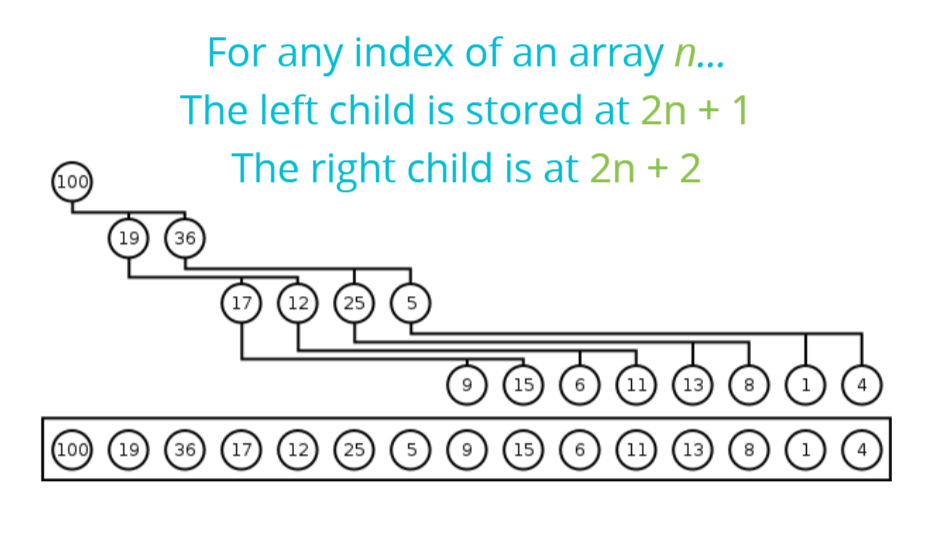 For any index of an array n...
The left child is stored at 2n + 1
The right child is at 2n + 2
100
19 36
17 12 25 5
9 15 6 11 13 8 1 4
100 19 36 17 12 25 5 9 15 6 11 13 8 1 4